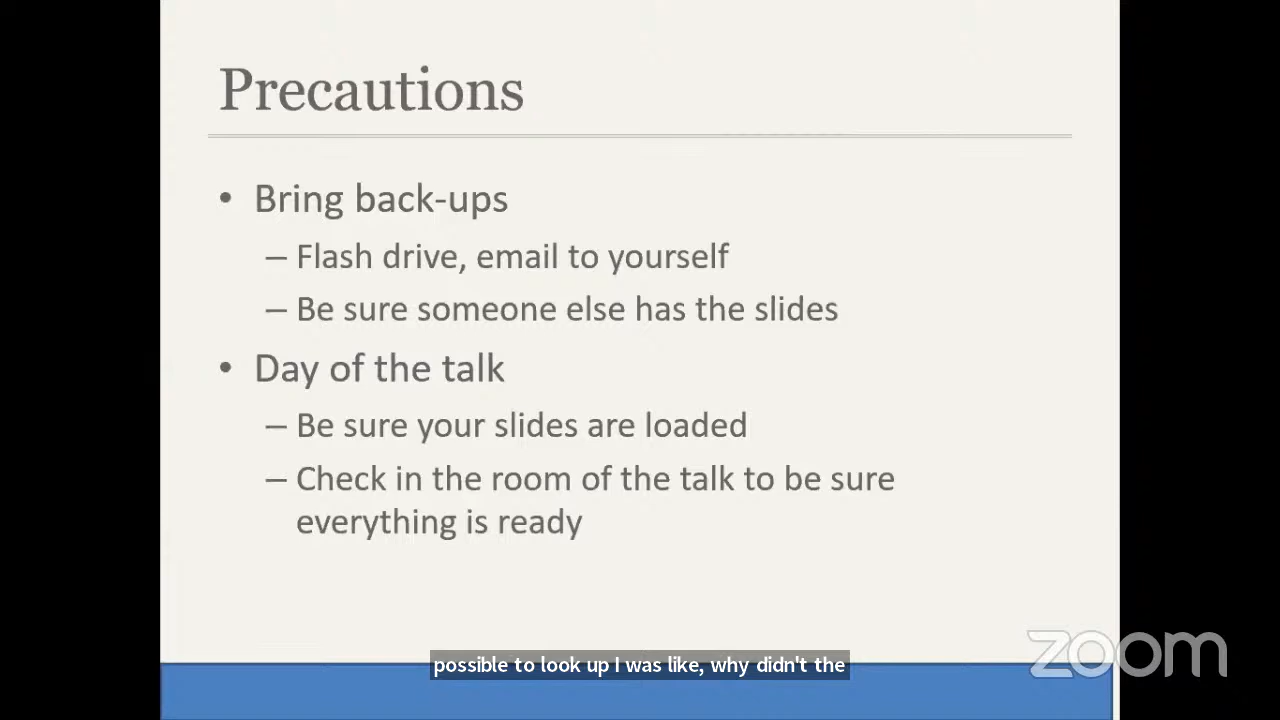 Precautions
• Bring back-ups
– Flash drive, email to yourself
– Be sure someone else has the slides
• Day of the talk
– Be sure your slides are loaded
– Check in the room of the talk to be sure
everything is ready
possible to look up I was like, why didn't the
zoom